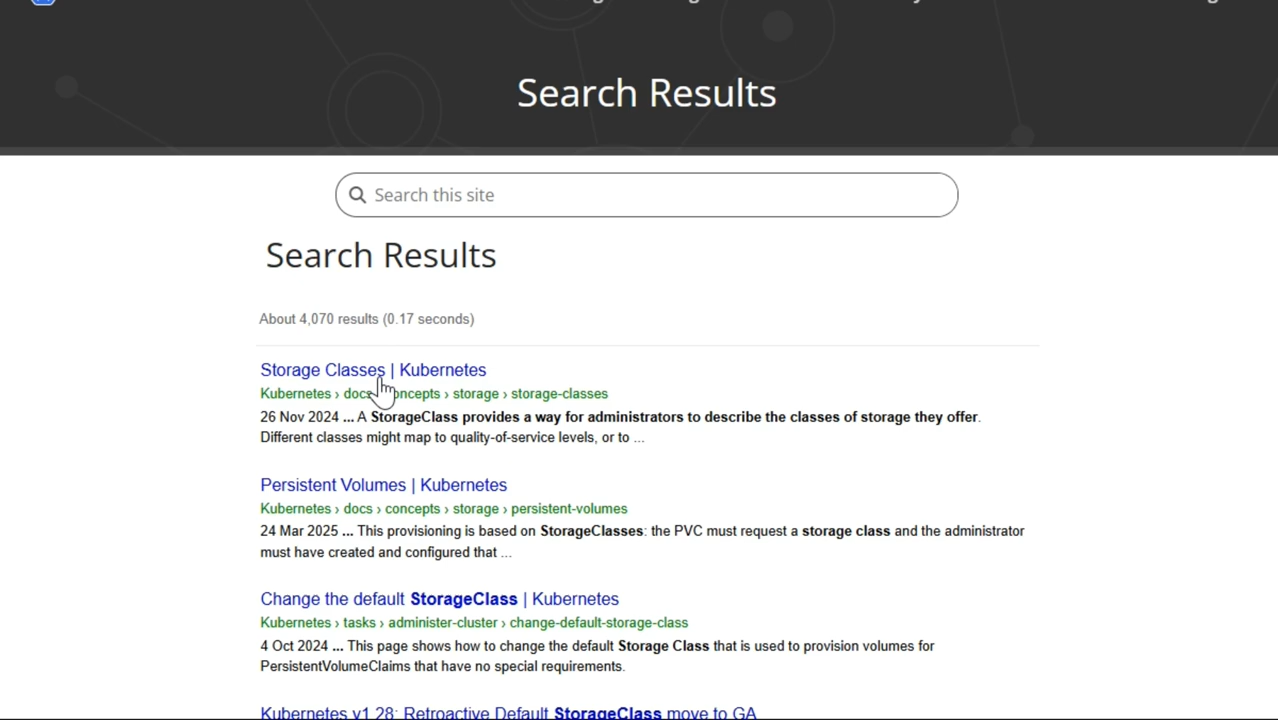 Search Results
Search this site
Search Results
About 4,070 results (0.17 seconds)
Storage Classes | Kubernetes
Kubernetes › docs › concepts › storage › storage-classes
26 Nov 2024 ... A StorageClass provides a way for administrators to describe the classes of storage they offer.
Different classes might map to quality-of-service levels, or to ...
Persistent Volumes | Kubernetes
Kubernetes › docs › concepts › storage › persistent-volumes
24 Mar 2025 ... This provisioning is based on StorageClasses: the PVC must request a storage class and the administrator
must have created and configured that ...
Change the default StorageClass | Kubernetes
Kubernetes › tasks › administer-cluster › change-default-storage-class
4 Oct 2024 ... This page shows how to change the default Storage Class that is used to provision volumes for
PersistentVolumeClaims that have no special requirements.
Kubernetes v1.28: Retroactive Default StorageClass move to GA